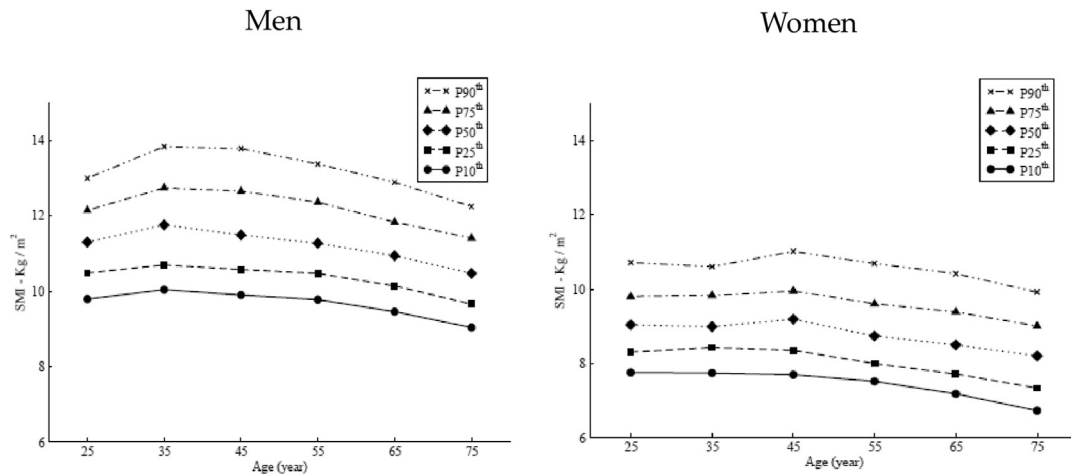 Men
Women
P90th
P75th
P50th
P25th
P10th
14
12
10
8
6
SMI - Kg / m²
25 35 45 55 65 75
Age (year)
P90th
P75th
P50th
P25th
P10th
14
12
10
8
6
SMI - Kg / m²
25 35 45 55 65 75
Age (year)